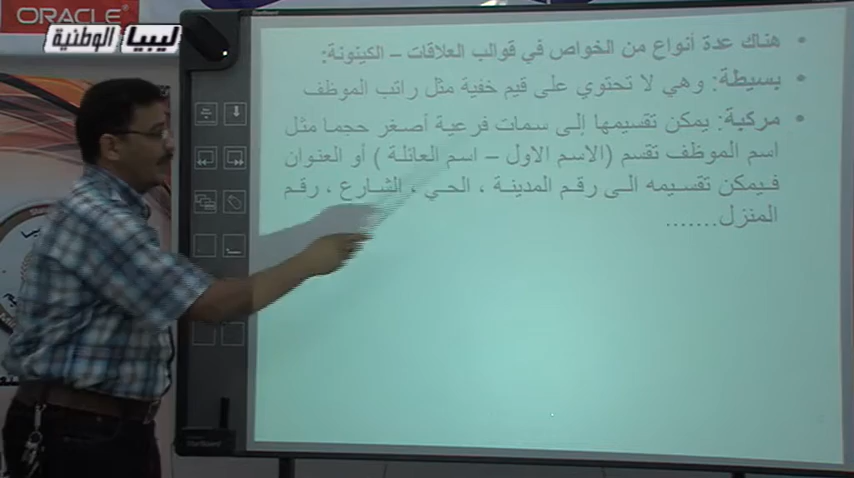 ORACLE
ليبيا الوطنية
• هناك عدة أنواع من الخواص في قوالب العلاقات – الكينونة:
• بسيطة: وهي لا تحتوي على قيم خفية مثل راتب الموظف
• مركبة: يمكن تقسيمها إلى سمات فرعية أصغر حجما مثل
اسم الموظف تقسم (الاسم الاول – اسم العائلة ) أو العنوان
فيمكن تقسيمه الى رقم المدينة ، الحي ، الشارع ، رقم
المنزل.......